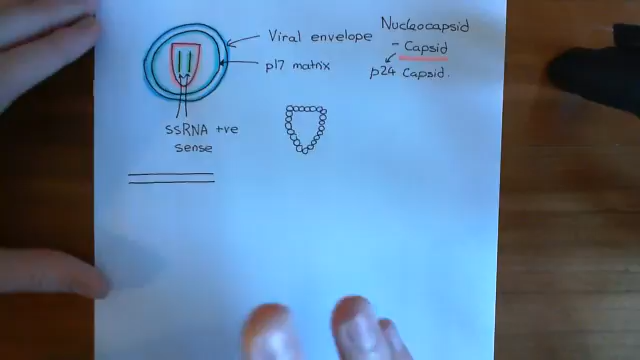 Viral envelope
p17 matrix
ssRNA +ve
sense
Nucleocapsid
- Capsid
p24 Capsid.